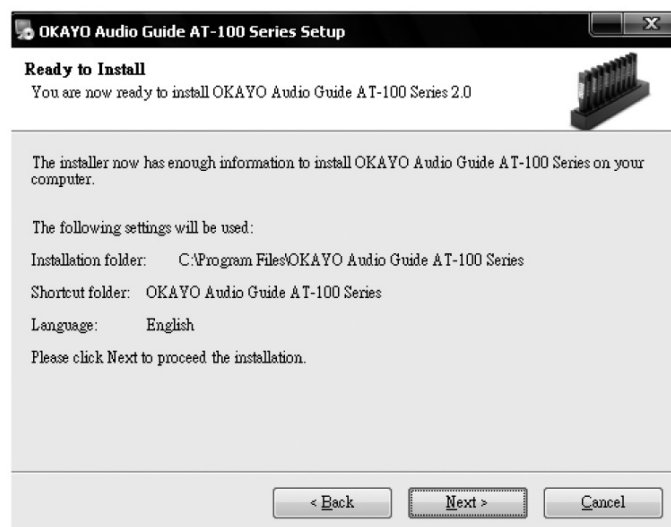 OKAYO Audio Guide AT-100 Series Setup
Ready to Install
You are now ready to install OKAYO Audio Guide AT-100 Series 2.0
The installer now has enough information to install OKAYO Audio Guide AT-100 Series on your
computer.
The following settings will be used:
Installation folder: C:\Program Files\OKAYO Audio Guide AT-100 Series
Shortcut folder: OKAYO Audio Guide AT-100 Series
Language: English
Please click Next to proceed the installation.
< Back Next > Cancel